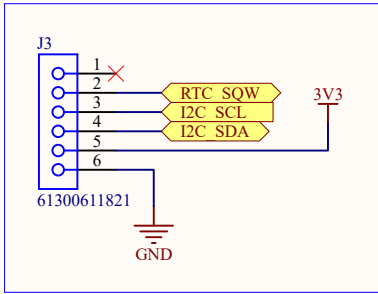 J3
1
2 RTC_SQW
3 I2C_SCL 3V3
4 I2C_SDA
5
6
61300611821
GND